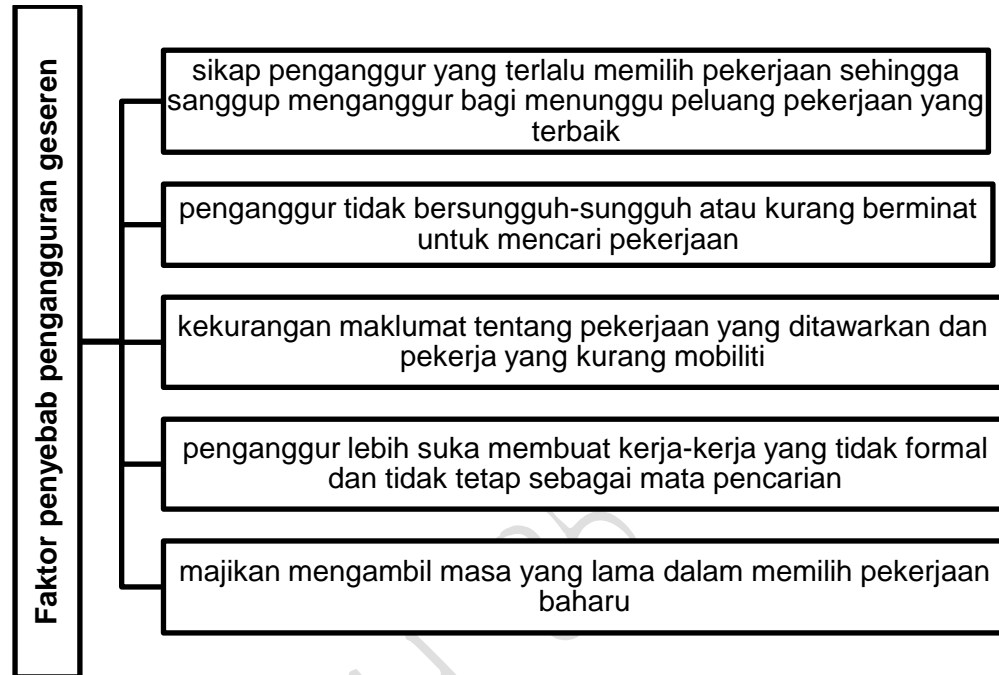 Faktor penyebab pengangguran geseren
sikap penganggur yang terlalu memilih pekerjaan sehingga
sanggup menganggur bagi menunggu peluang pekerjaan yang
terbaik
penganggur tidak bersungguh-sungguh atau kurang berminat
untuk mencari pekerjaan
kekurangan maklumat tentang pekerjaan yang ditawarkan dan
pekerja yang kurang mobiliti
penganggur lebih suka membuat kerja-kerja yang tidak formal
dan tidak tetap sebagai mata pencarian
majikan mengambil masa yang lama dalam memilih pekerjaan
baharu